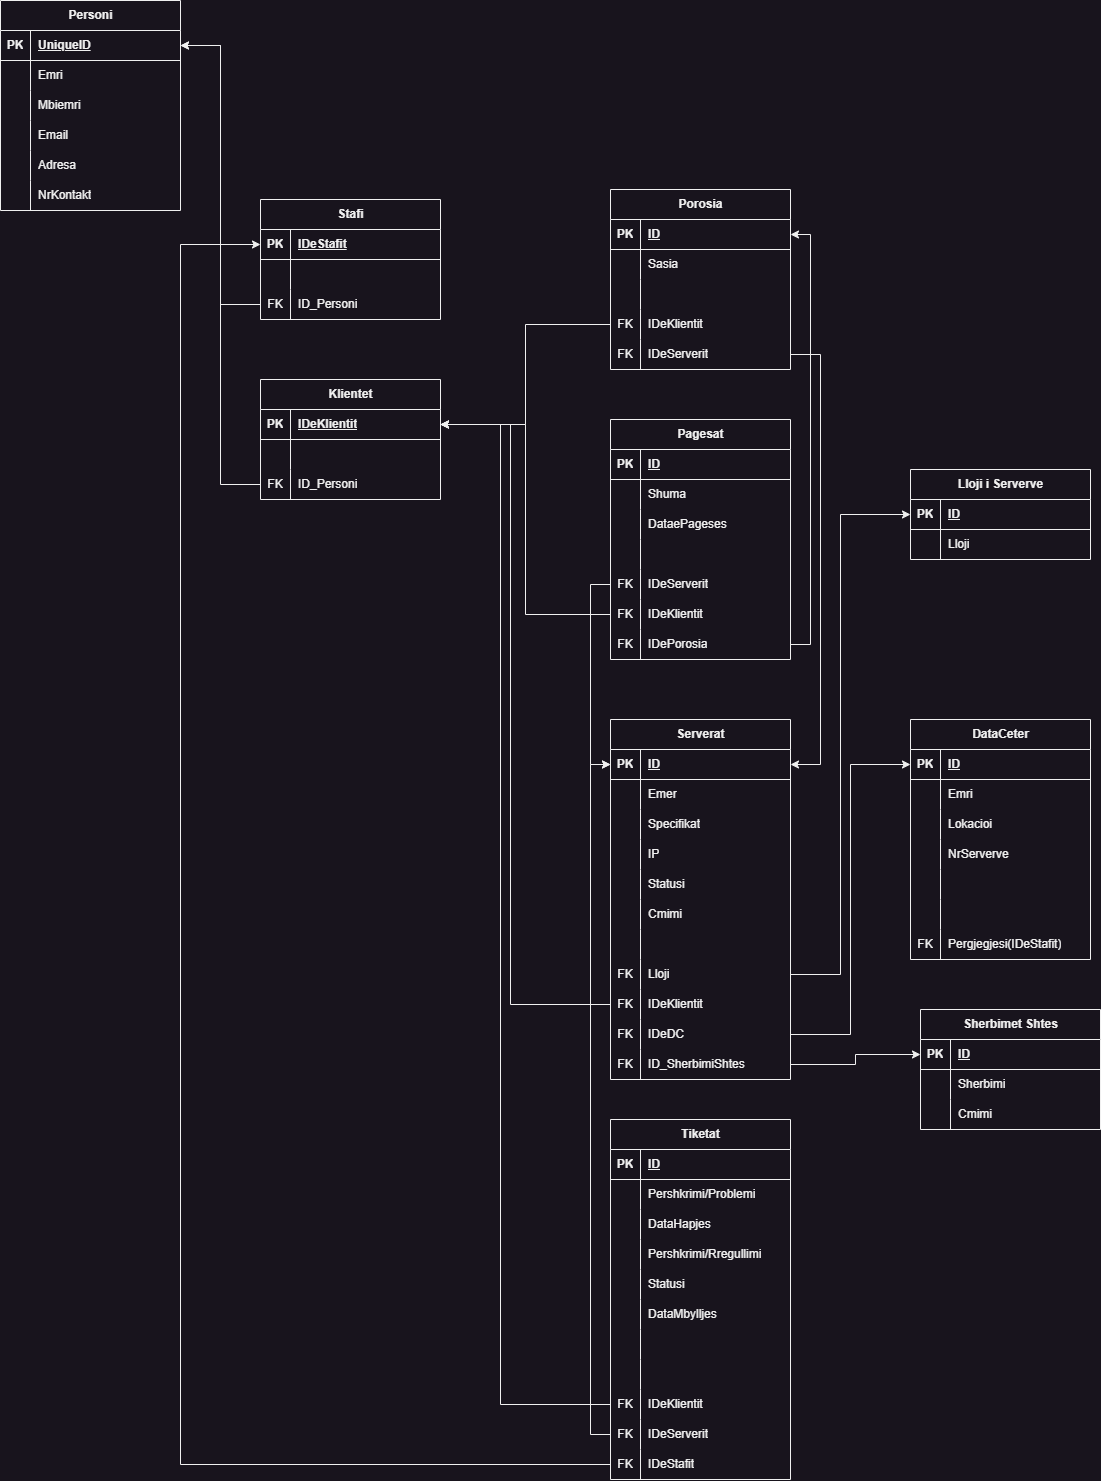 Personi
PK UniqueID
Emri
Mbiemri
Email
Adresa
NrKontakt
Stafi
PK IDeStafit
FK ID_Personi
Klientet
PK IDeKlientit
FK ID_Personi
Porosia
PK ID
Sasia
FK IDeKlientit
FK IDeServerit
Pagesat
PK ID
Shuma
DataePageses
FK IDeServerit
FK IDeKlientit
FK IDePorosia
Lloji i Serverve
PK ID
Lloji
Serverat
PK ID
Emer
Specifikat
IP
Statusi
Cmimi
FK Lloji
FK IDeKlientit
FK IDeDC
FK ID_SherbimiShtes
DataCeter
PK ID
Emri
Lokacioi
NrServerve
FK Pergjegjesi(IDeStafit)
Sherbimet Shtes
PK ID
Sherbimi
Cmimi
Tiketat
PK ID
Pershkrimi/Problemi
DataHapjes
Pershkrimi/Rregullimi
Statusi
DataMbylljes
FK IDeKlientit
FK IDeServerit
FK IDeStafit